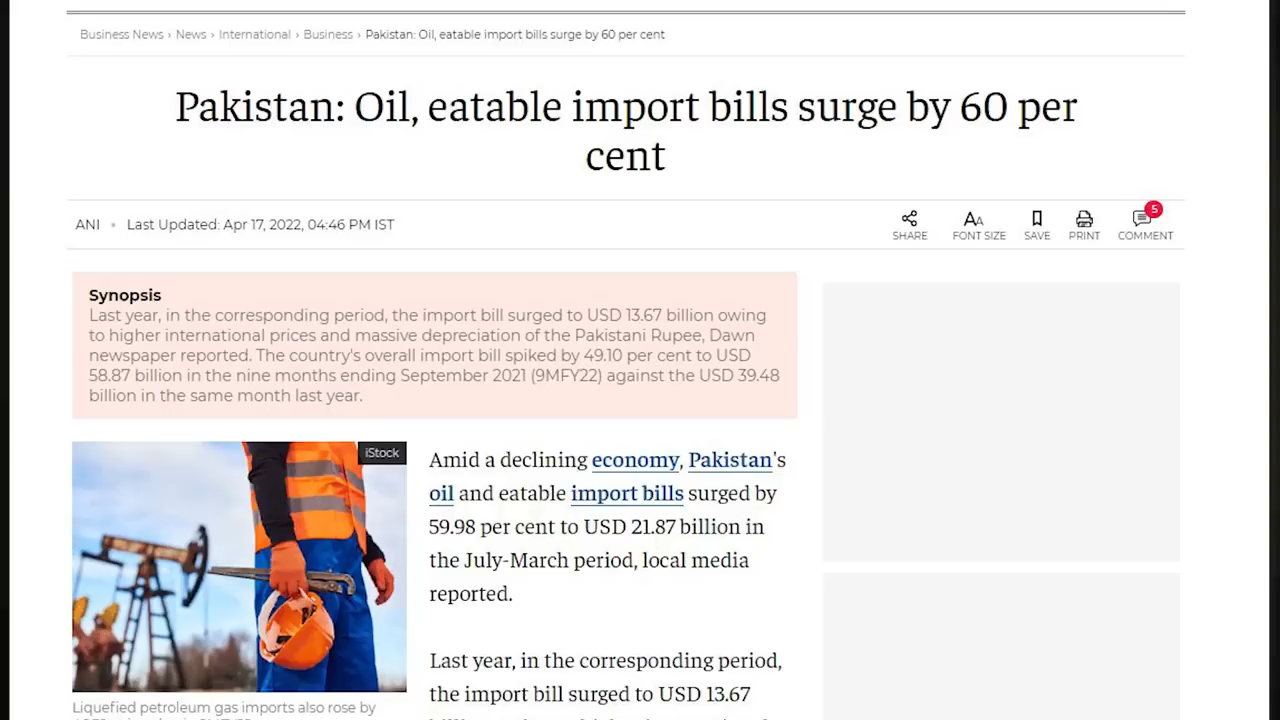 Business News › News › International › Business › Pakistan: Oil, eatable import bills surge by 60 per cent
Pakistan: Oil, eatable import bills surge by 60 per
cent
ANI • Last Updated: Apr 17, 2022, 04:46 PM IST
SHARE
FONT SIZE
SAVE
PRINT
5
COMMENT
Synopsis
Last year, in the corresponding period, the import bill surged to USD 13.67 billion owing
to higher international prices and massive depreciation of the Pakistani Rupee, Dawn
newspaper reported. The country's overall import bill spiked by 49.10 per cent to USD
58.87 billion in the nine months ending September 2021 (9MFY22) against the USD 39.48
billion in the same month last year.
iStock
Liquefied petroleum gas imports also rose by
Amid a declining economy, Pakistan's
oil and eatable import bills surged by
59.98 per cent to USD 21.87 billion in
the July-March period, local media
reported.
Last year, in the corresponding period,
the import bill surged to USD 13.67